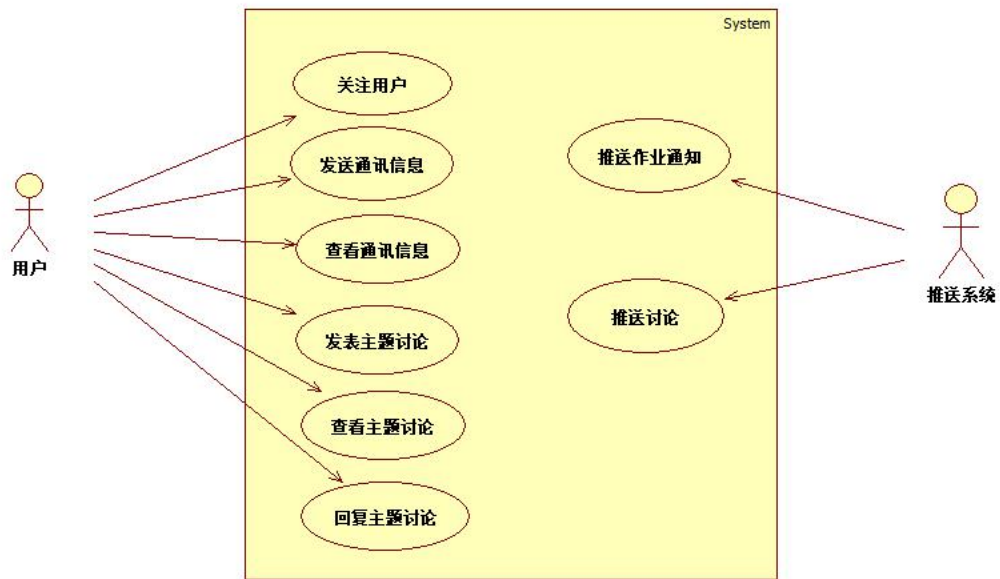 System
关注用户
发送通讯信息
推送作业通知
查看通讯信息
用户
推送系统
推送讨论
发表主题讨论
查看主题讨论
回复主题讨论